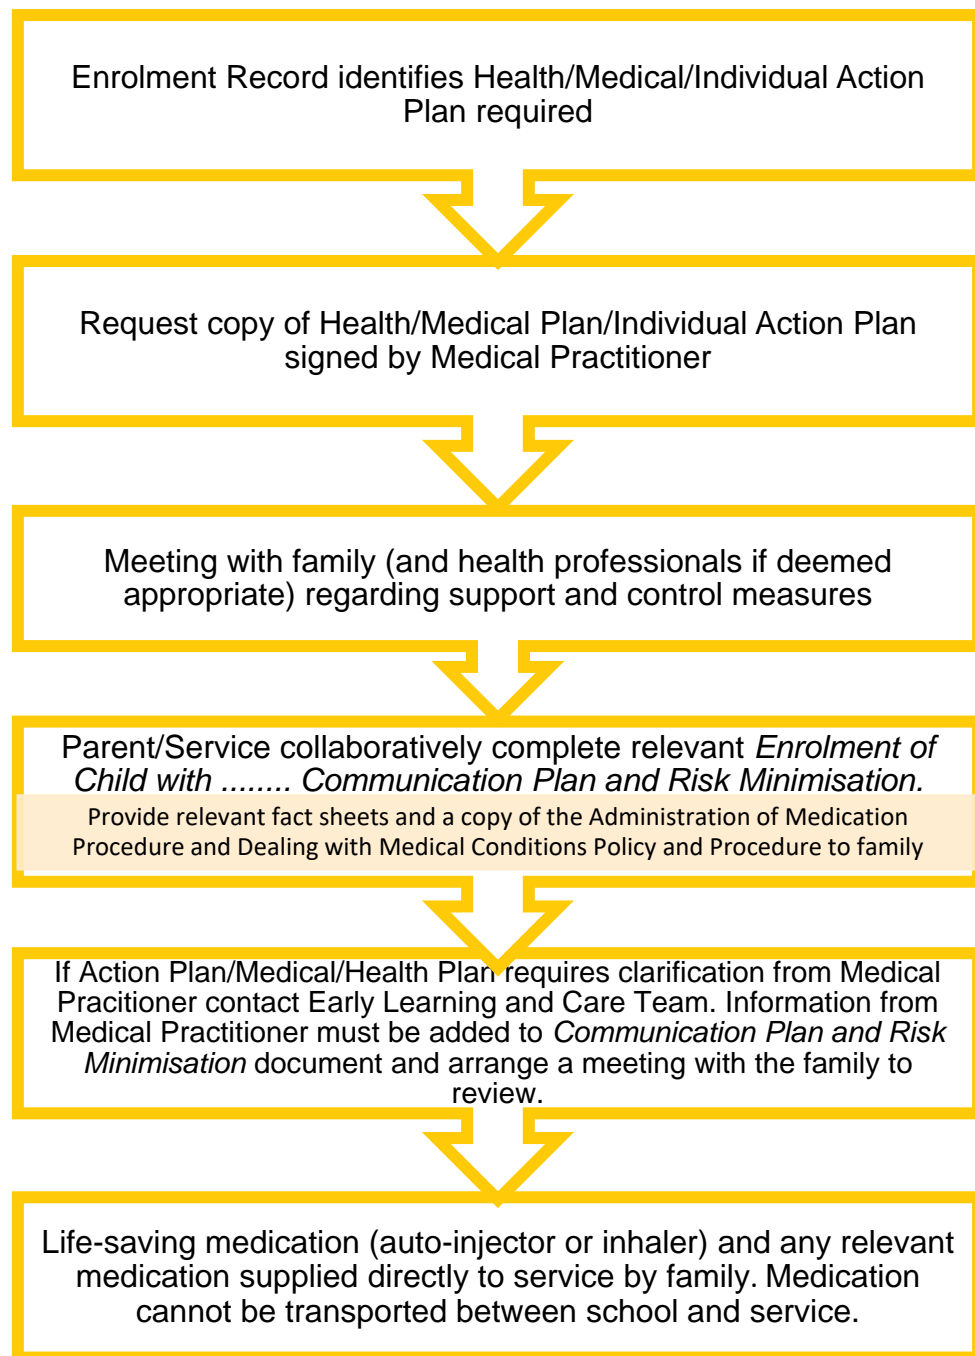 Enrolment Record identifies Health/Medical/Individual Action
Plan required
Request copy of Health/Medical Plan/Individual Action Plan
signed by Medical Practitioner
Meeting with family (and health professionals if deemed
appropriate) regarding support and control measures
Parent/Service collaboratively complete relevant Enrolment of
Child with ........ Communication Plan and Risk Minimisation.
Provide relevant fact sheets and a copy of the Administration of Medication
Procedure and Dealing with Medical Conditions Policy and Procedure to family
If Action Plan/Medical/Health Plan requires clarification from Medical
Pracitioner contact Early Learning and Care Team. Information from
Medical Practitioner must be added to Communication Plan and Risk
Minimisation document and arrange a meeting with the family to
review.
Life-saving medication (auto-injector or inhaler) and any relevant
medication supplied directly to service by family. Medication
cannot be transported between school and service.